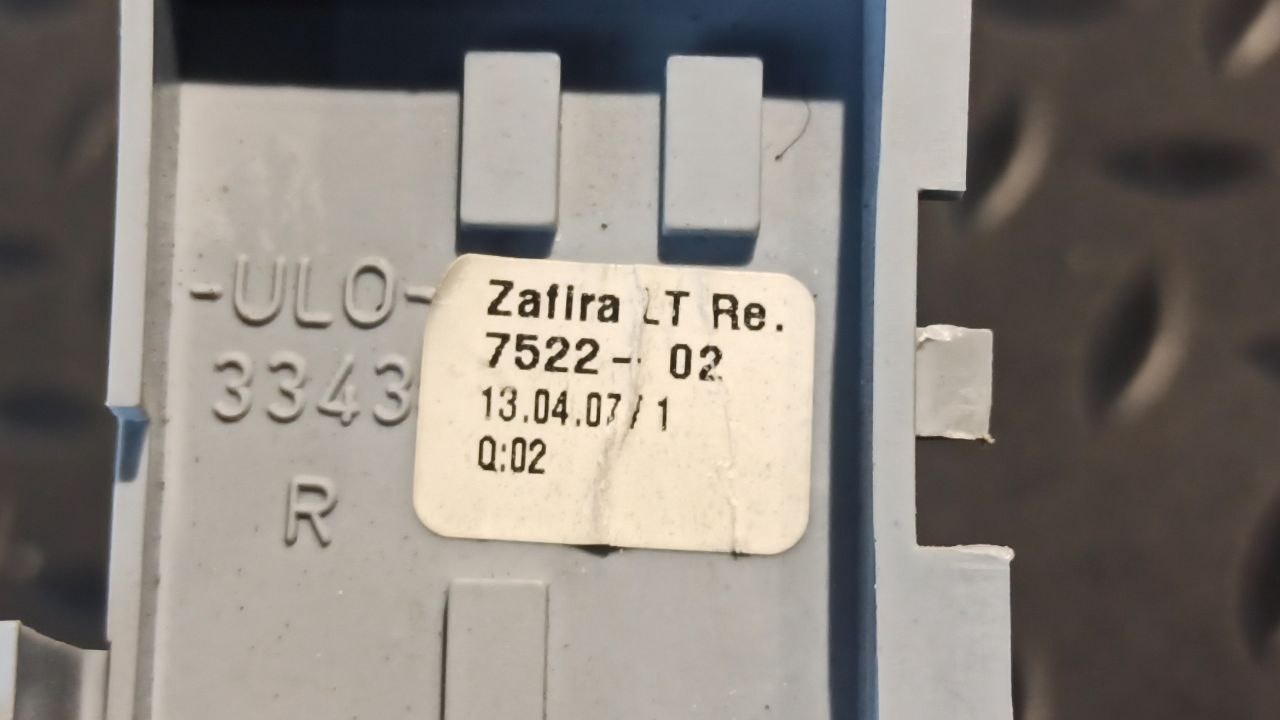 -ULO-
3343
R
Zafira LT Re.
7522- 02
13.04.07/1
Q:02